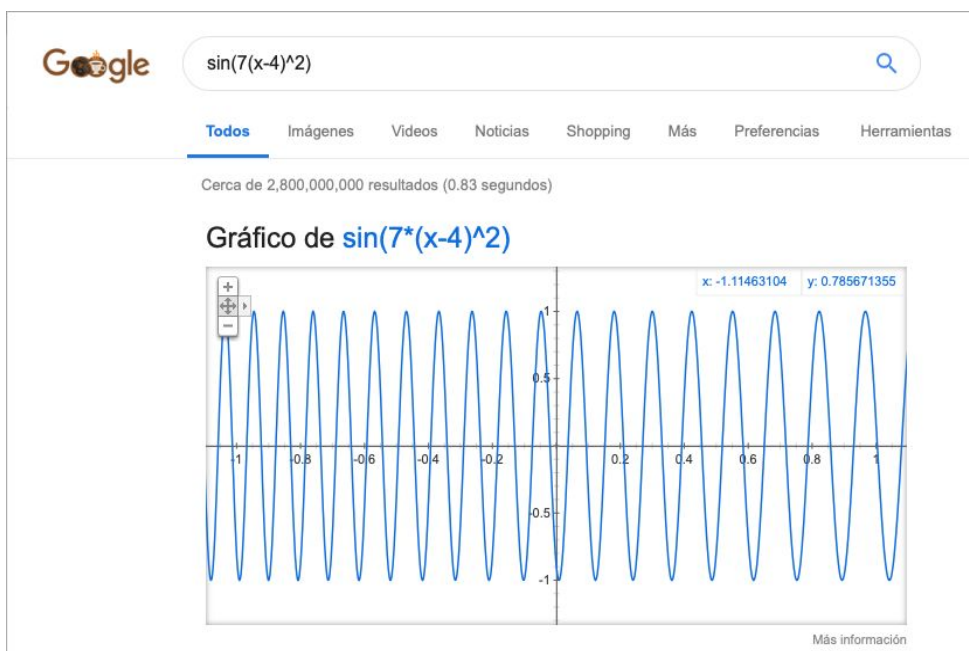 Google
sin(7(x-4)^2)
Todos Imágenes Videos Noticias Shopping Más Preferencias Herramientas
Cerca de 2,800,000,000 resultados (0.83 segundos)
Gráfico de sin(7*(x-4)^2)
x: -1.11463104 y: 0.785671355
1
0.5
-1 -0.8 -0.6 -0.4 -0.2 0.2 0.4 0.6 0.8 1
-0.5
-1
Más información